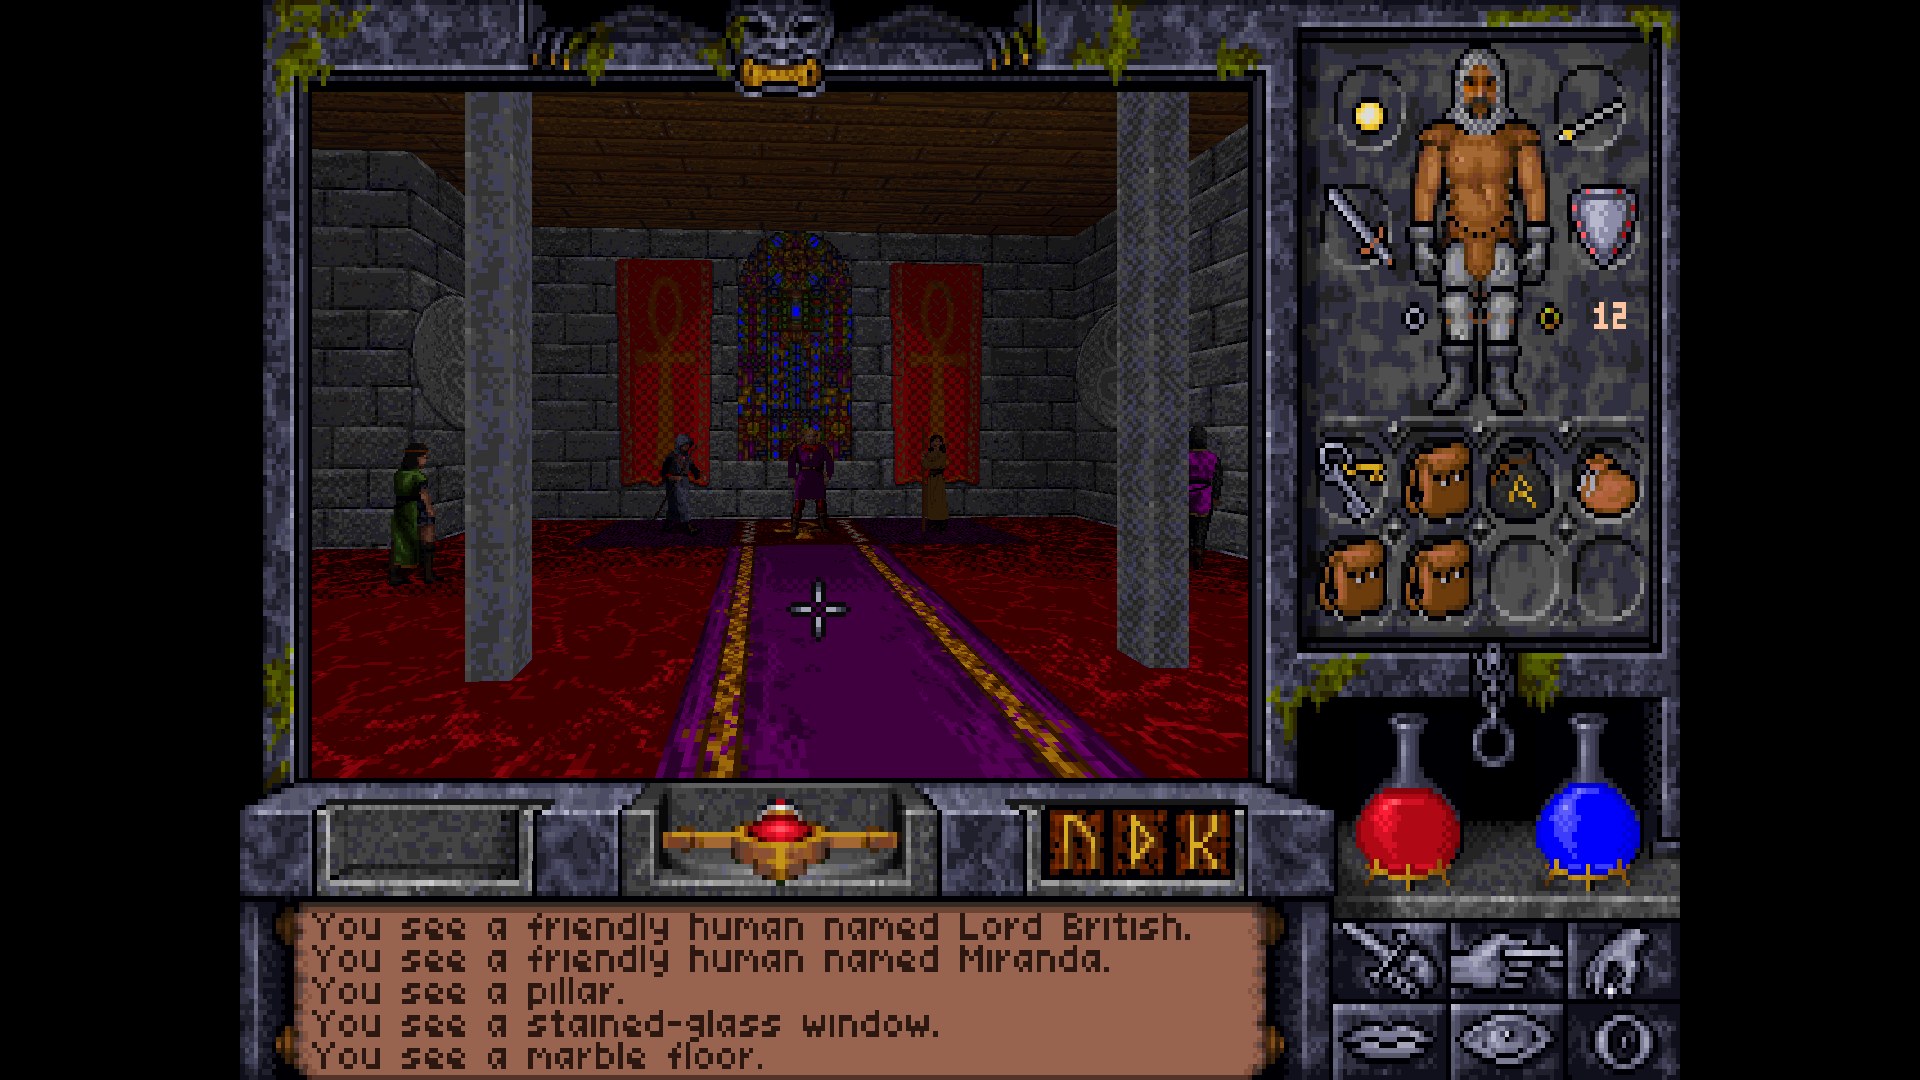 12
ᚢ ᚦ ᚲ
You see a friendly human named Lord British.
You see a friendly human named Miranda.
You see a pillar.
You see a stained-glass window.
You see a marble floor.